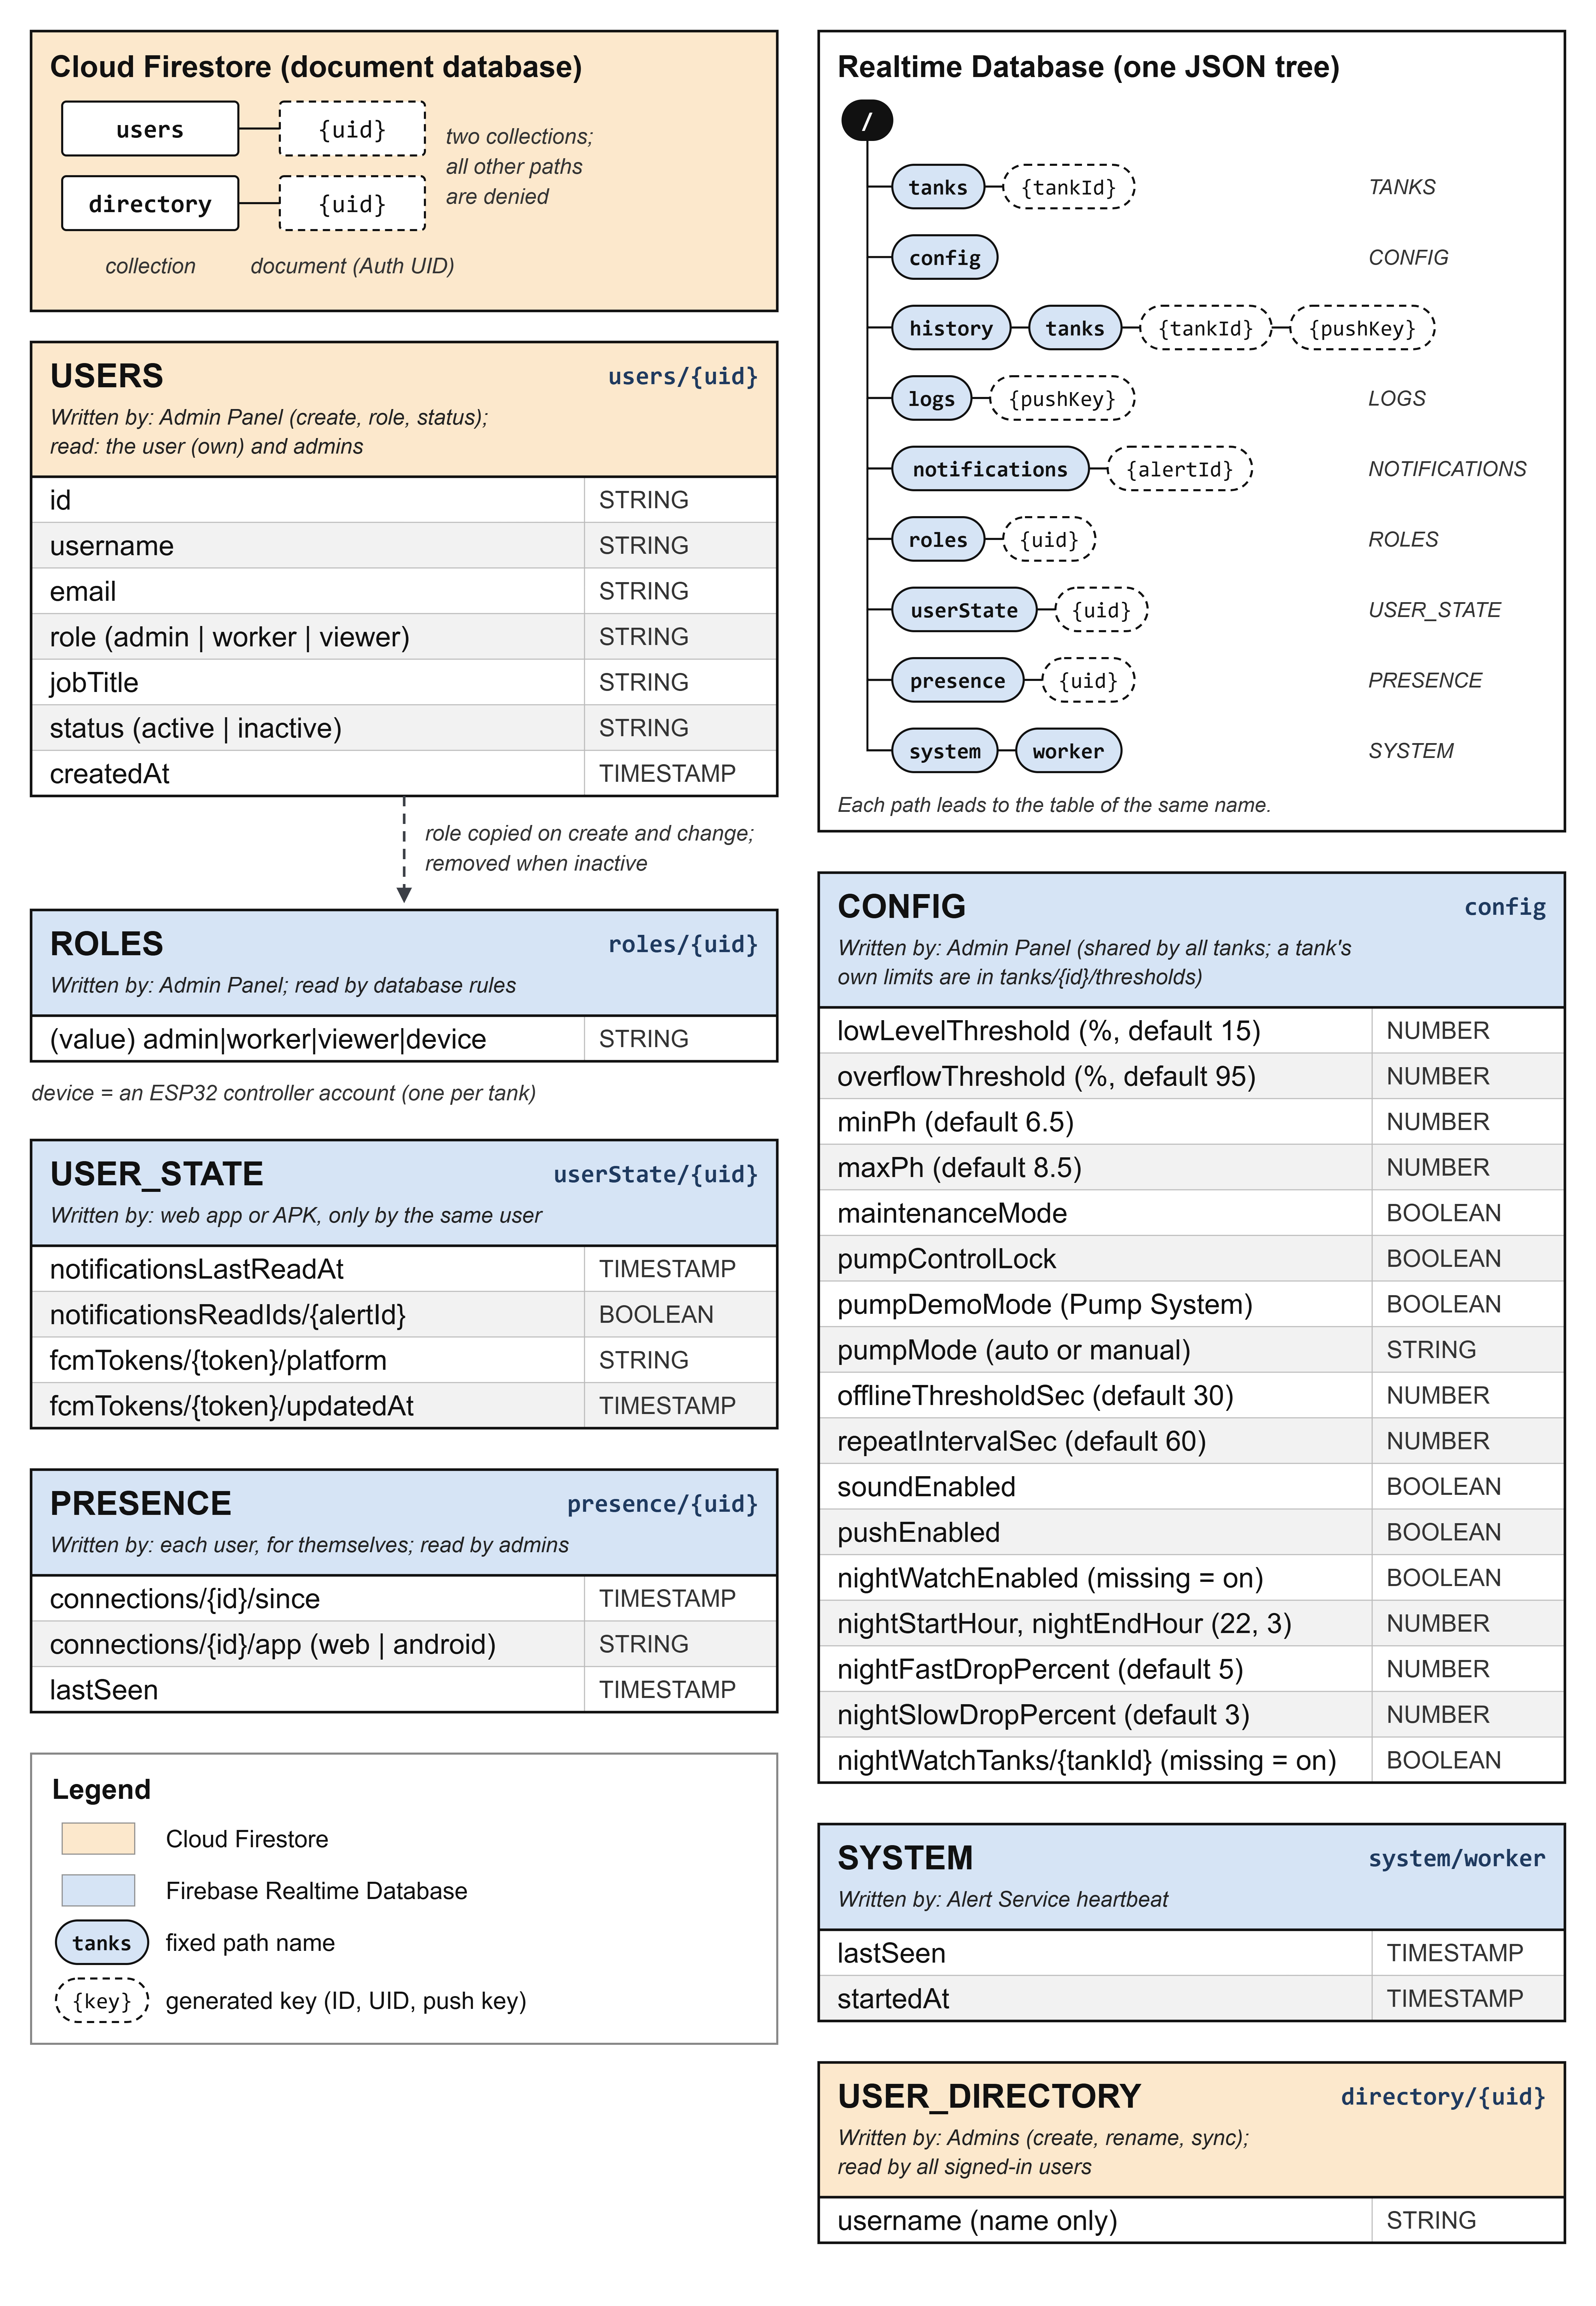 Cloud Firestore (document database)
users
{uid}
directory
{uid}
two collections;
all other paths
are denied
collection
document (Auth UID)
USERS
users/{uid}
Written by: Admin Panel (create, role, status);
read: the user (own) and admins
id STRING
username STRING
email STRING
role (admin | worker | viewer) STRING
jobTitle STRING
status (active | inactive) STRING
createdAt TIMESTAMP
role copied on create and change;
removed when inactive
ROLES
roles/{uid}
Written by: Admin Panel; read by database rules
(value) admin|worker|viewer|device STRING
device = an ESP32 controller account (one per tank)
USER_STATE
userState/{uid}
Written by: web app or APK, only by the same user
notificationsLastReadAt TIMESTAMP
notificationsReadIds/{alertId} BOOLEAN
fcmTokens/{token}/platform STRING
fcmTokens/{token}/updatedAt TIMESTAMP
PRESENCE
presence/{uid}
Written by: each user, for themselves; read by admins
connections/{id}/since TIMESTAMP
connections/{id}/app (web | android) STRING
lastSeen TIMESTAMP
Legend
Cloud Firestore
Firebase Realtime Database
tanks fixed path name
{key} generated key (ID, UID, push key)
Realtime Database (one JSON tree)
/
tanks {tankId} TANKS
config CONFIG
history tanks {tankId} {pushKey}
logs {pushKey} LOGS
notifications {alertId} NOTIFICATIONS
roles {uid} ROLES
userState {uid} USER_STATE
presence {uid} PRESENCE
system worker SYSTEM
Each path leads to the table of the same name.
CONFIG
config
Written by: Admin Panel (shared by all tanks; a tank's
own limits are in tanks/{id}/thresholds)
lowLevelThreshold (%, default 15) NUMBER
overflowThreshold (%, default 95) NUMBER
minPh (default 6.5) NUMBER
maxPh (default 8.5) NUMBER
maintenanceMode BOOLEAN
pumpControlLock BOOLEAN
pumpDemoMode (Pump System) BOOLEAN
pumpMode (auto or manual) STRING
offlineThresholdSec (default 30) NUMBER
repeatIntervalSec (default 60) NUMBER
soundEnabled BOOLEAN
pushEnabled BOOLEAN
nightWatchEnabled (missing = on) BOOLEAN
nightStartHour, nightEndHour (22, 3) NUMBER
nightFastDropPercent (default 5) NUMBER
nightSlowDropPercent (default 3) NUMBER
nightWatchTanks/{tankId} (missing = on) BOOLEAN
SYSTEM
system/worker
Written by: Alert Service heartbeat
lastSeen TIMESTAMP
startedAt TIMESTAMP
USER_DIRECTORY
directory/{uid}
Written by: Admins (create, rename, sync);
read by all signed-in users
username (name only) STRING